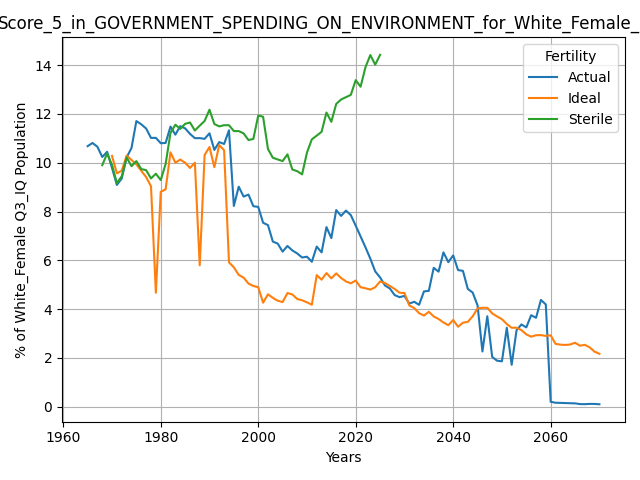 Score_5_in_GOVERNMENT_SPENDING_ON_ENVIRONMENT_for_White_Female_
Fertility
Actual
Ideal
Sterile
% of White_Female Q3_IQ Population
14
12
10
8
6
4
2
0
1960 1980 2000 2020 2040 2060
Years